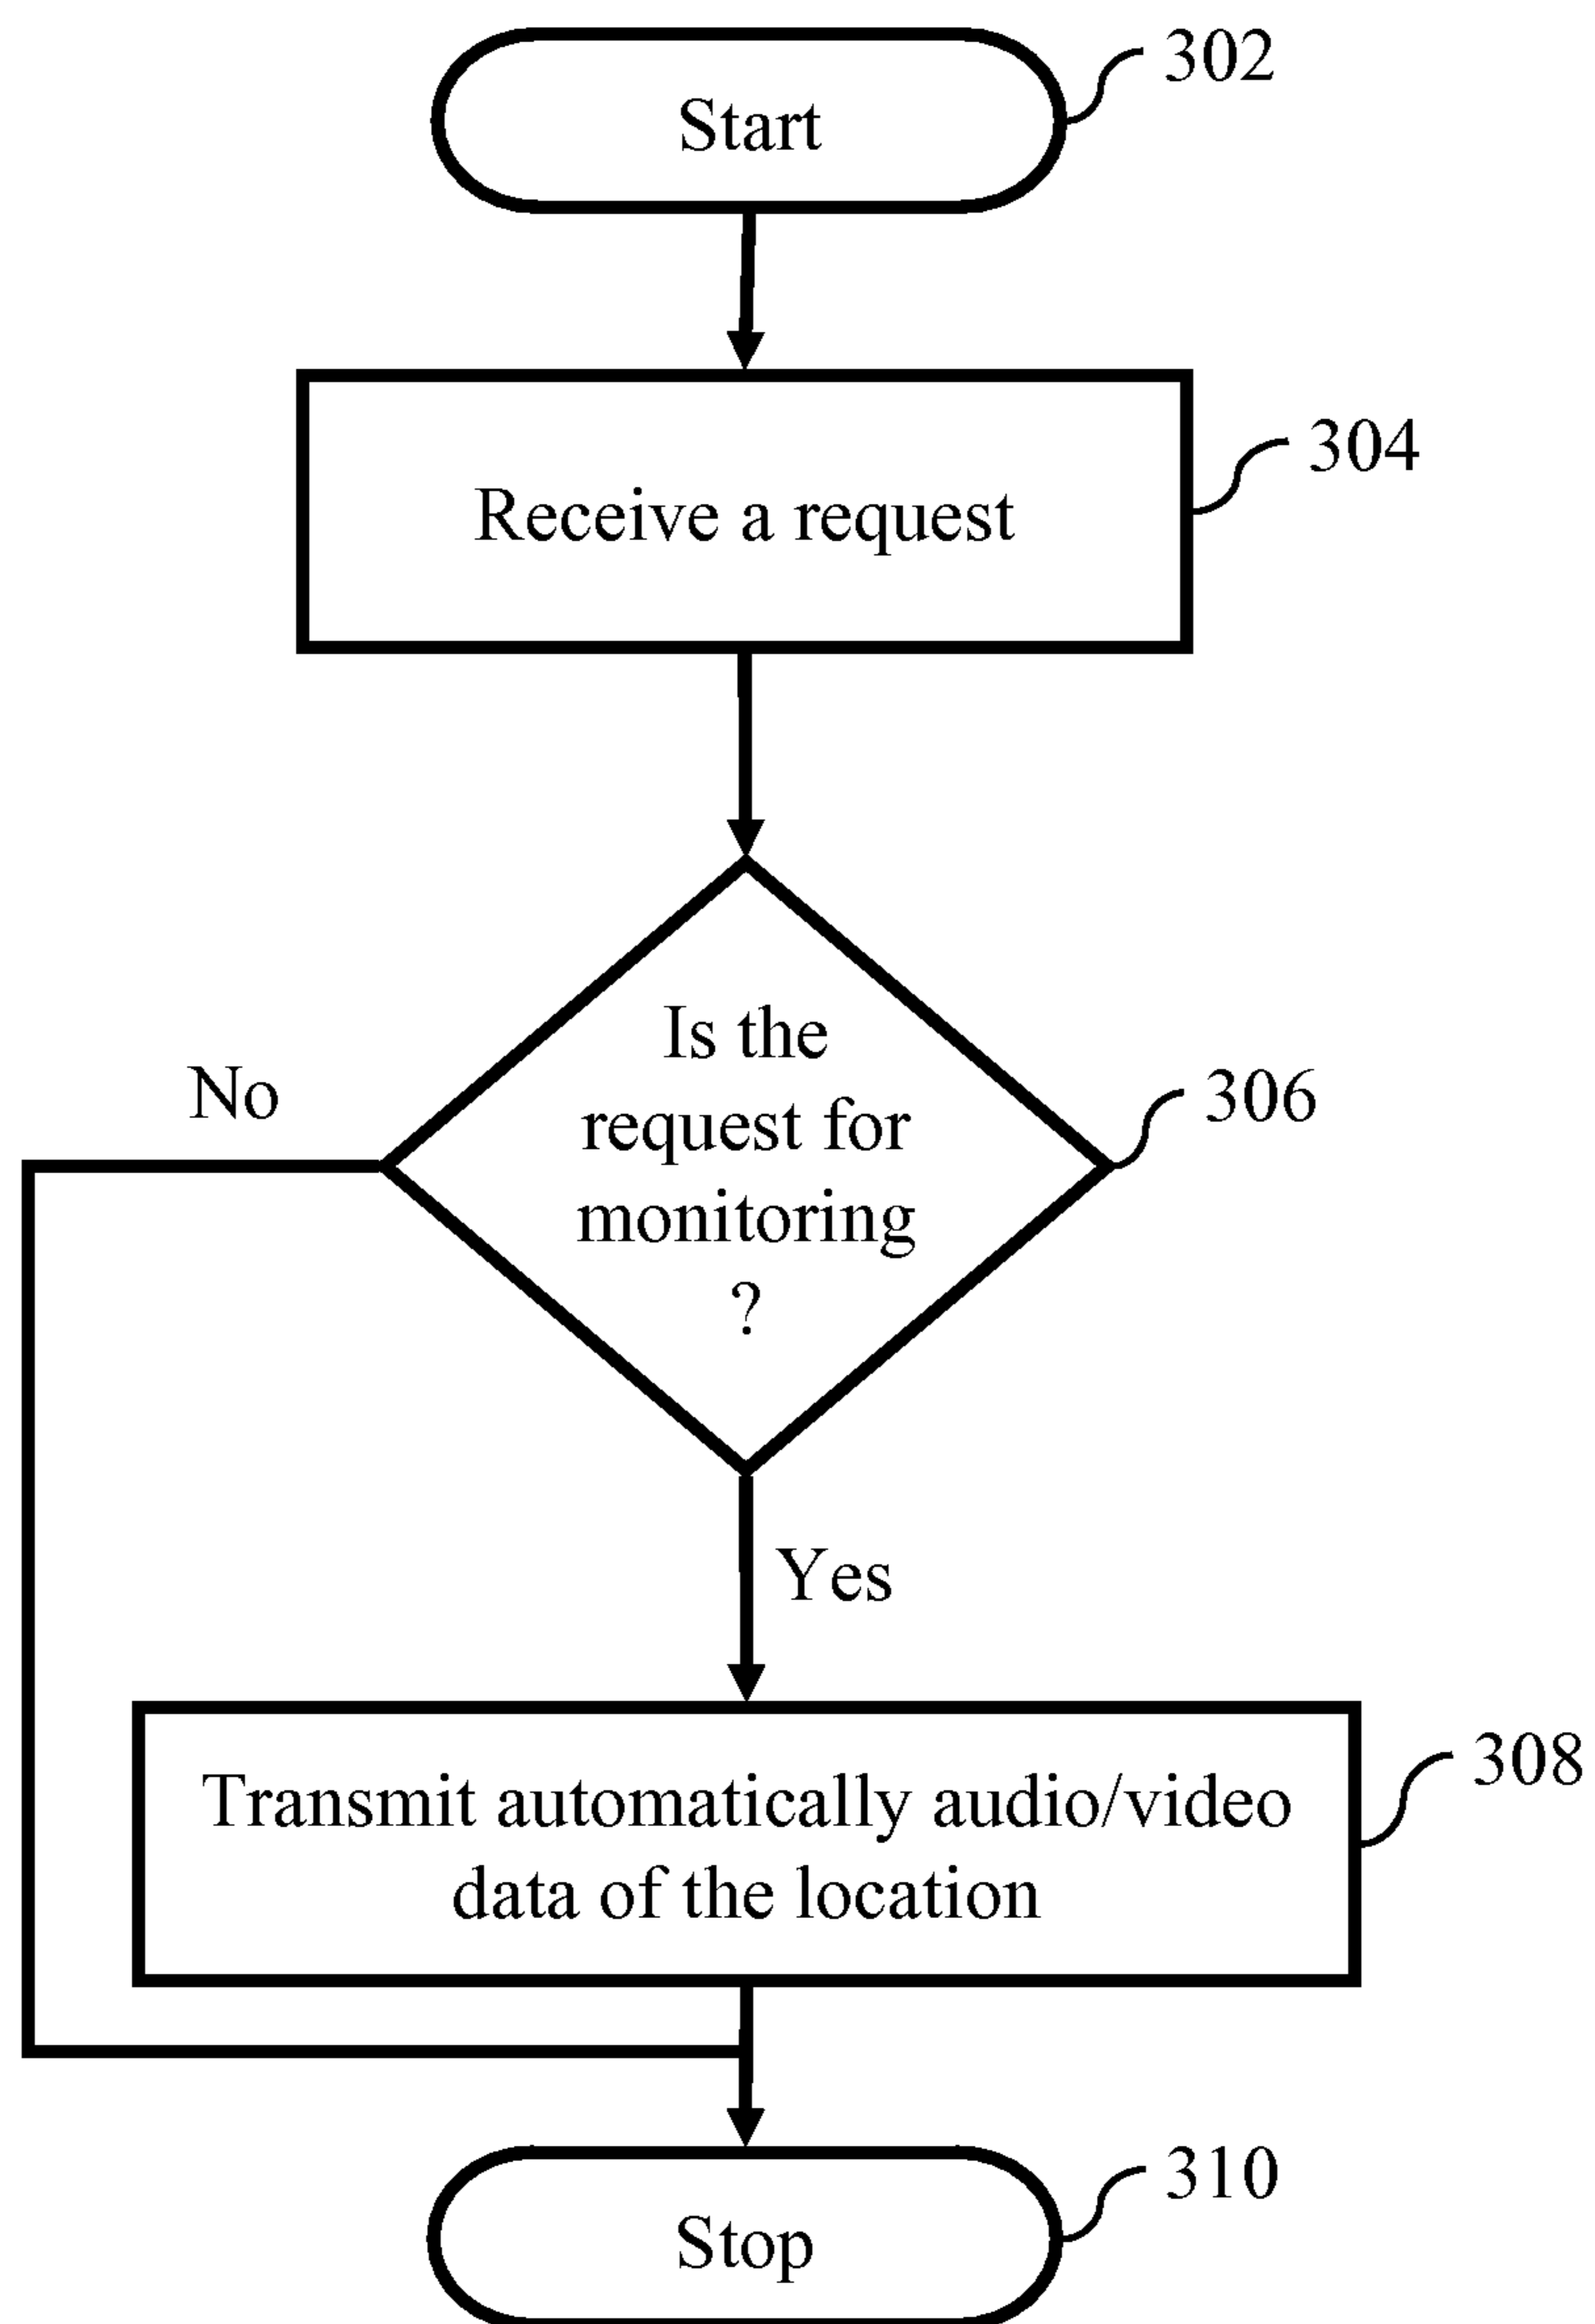 302
Start
304
Receive a request
Is the
No
306
request for
monitoring
?
Yes
308
Transmit automatically audio/video
data of the location
310
Stop